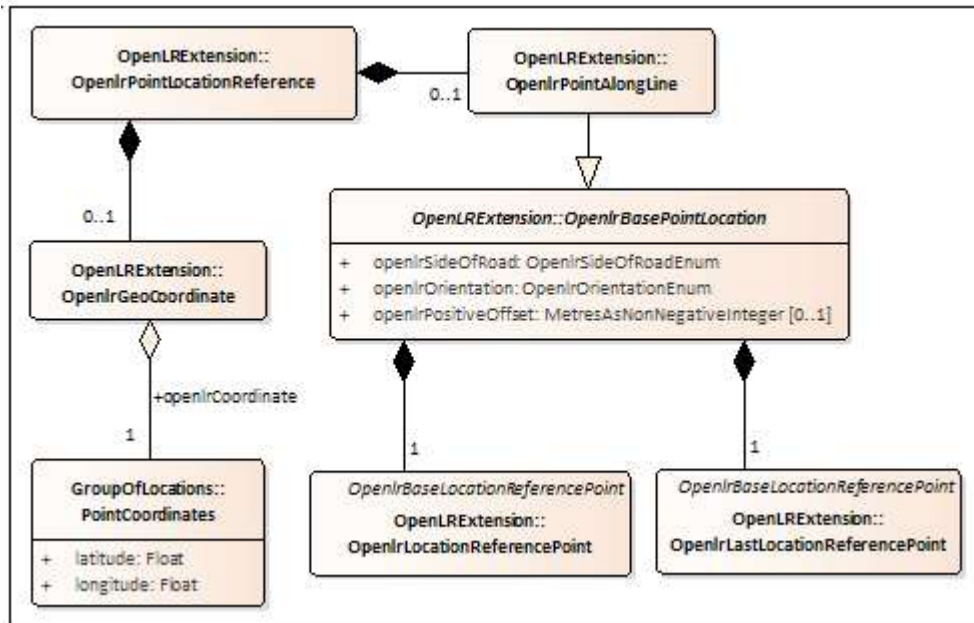 OpenLRExtension::
OpenlrPointLocationReference
0..1
OpenLRExtension::
OpenlrPointAlongLine
0..1
OpenLRExtension::OpenlrBasePointLocation
+ openlrSideOfRoad: OpenlrSideOfRoadEnum
+ openlrOrientation: OpenlrOrientationEnum
+ openlrPositiveOffset: MetresAsNonNegativeInteger [0..1]
OpenLRExtension::
OpenlrGeoCoordinate
+openlrCoordinate
1
GroupOfLocations::
PointCoordinates
+ latitude: Float
+ longitude: Float
1
OpenlrBaseLocationReferencePoint
OpenLRExtension::
OpenlrLocationReferencePoint
1
OpenlrBaseLocationReferencePoint
OpenLRExtension::
OpenlrLastLocationReferencePoint